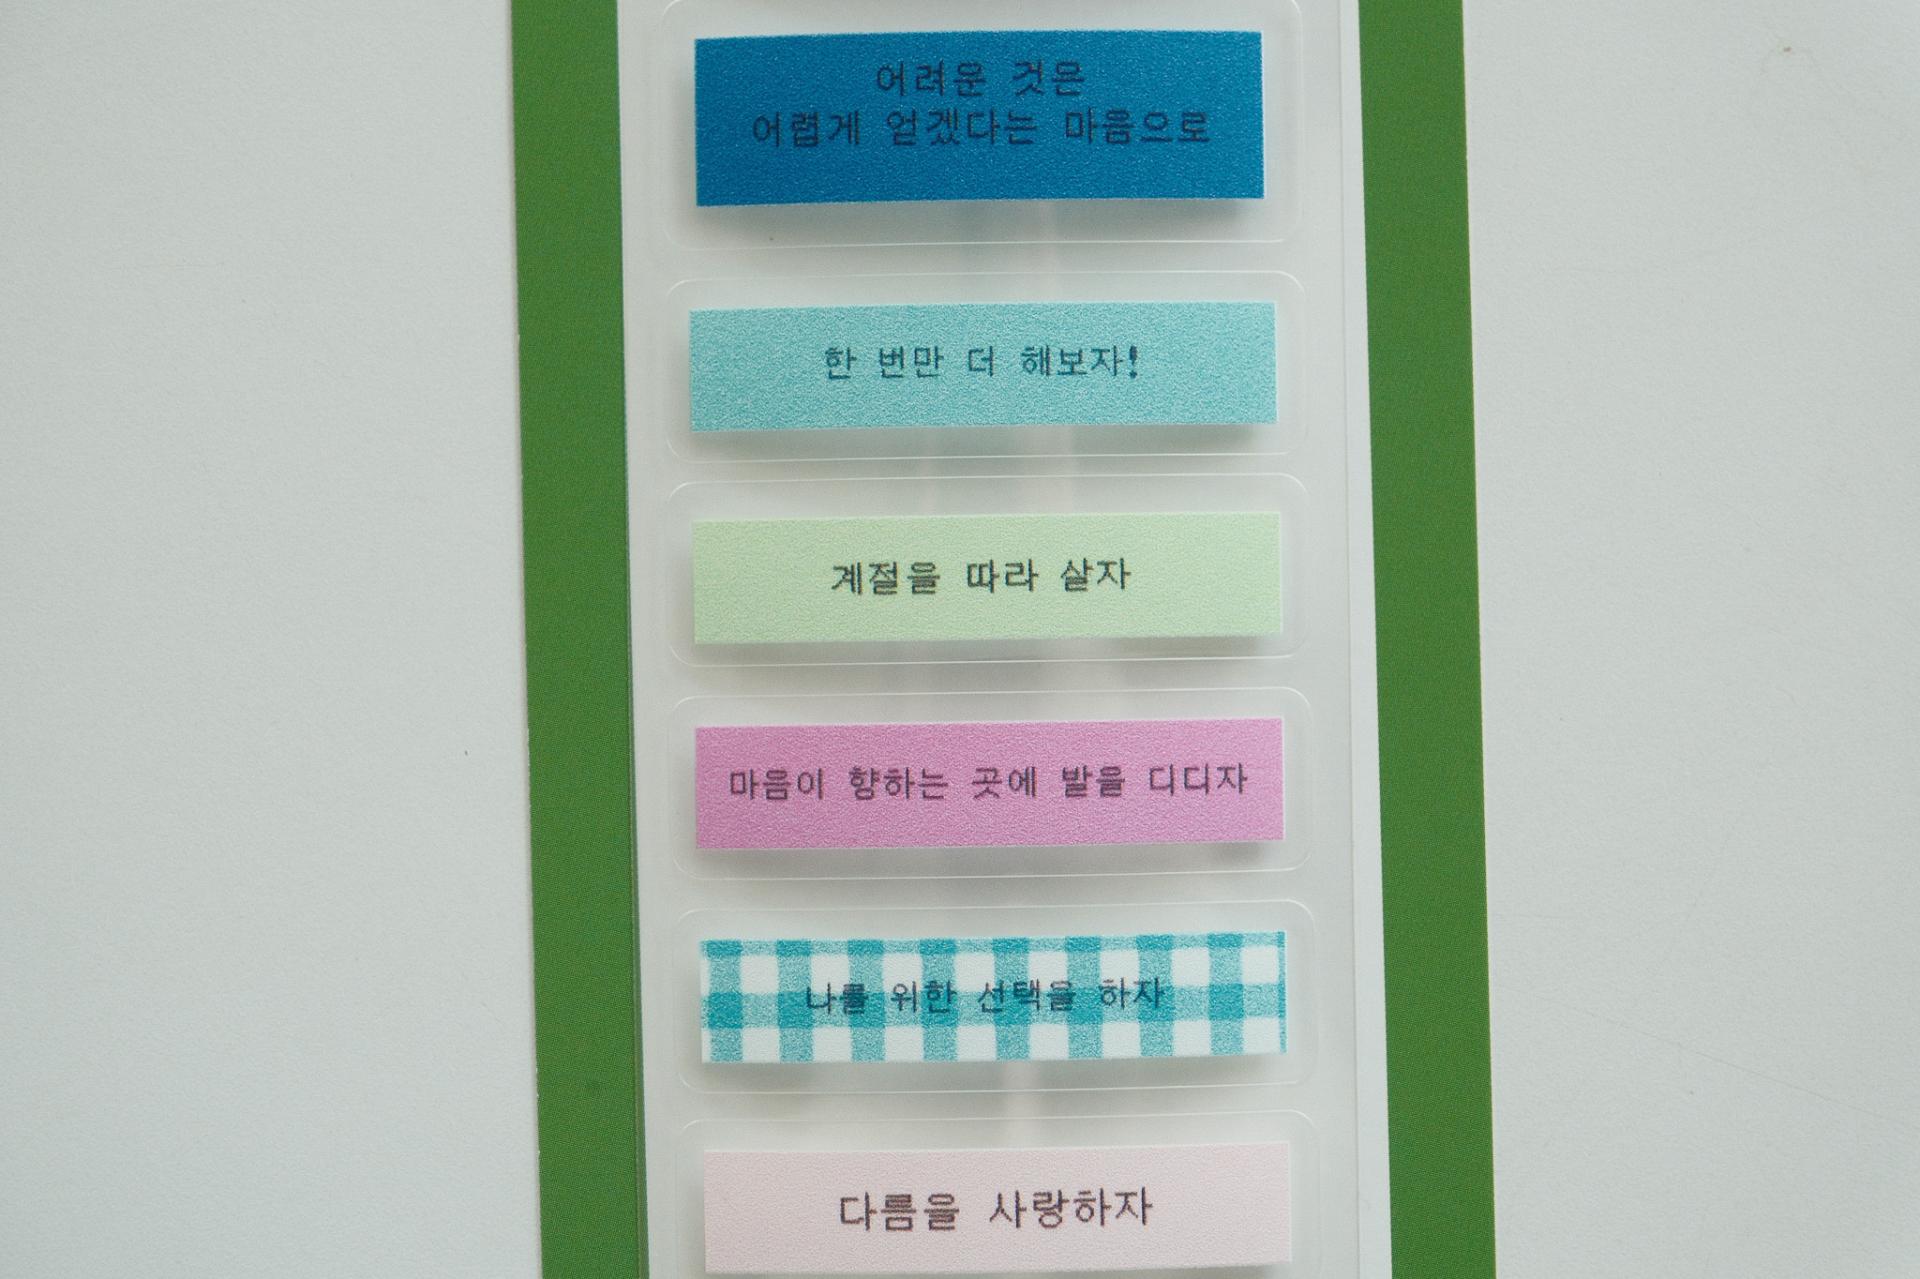 어려운 것은
어렵게 얻겠다는 마음으로
한 번만 더 해보자!
계절을 따라 살자
마음이 향하는 곳에 발을 디디자
나를 위한 선택을 하자
다름을 사랑하자